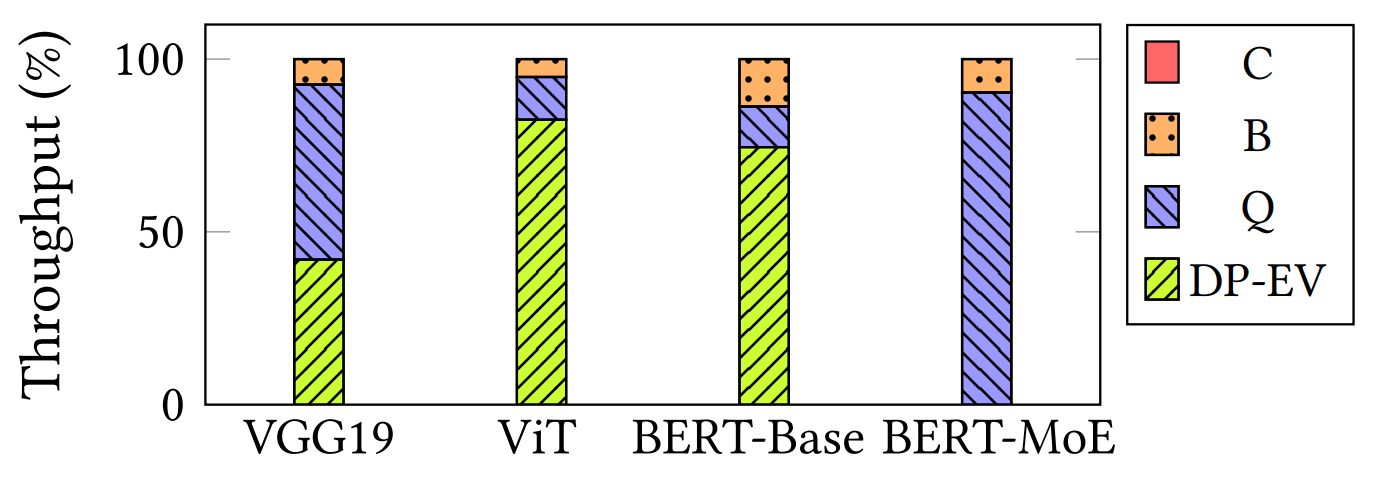 Throughput (%)
100
50
0
VGG19
ViT
BERT-Base
BERT-MoE
C
B
Q
DP-EV